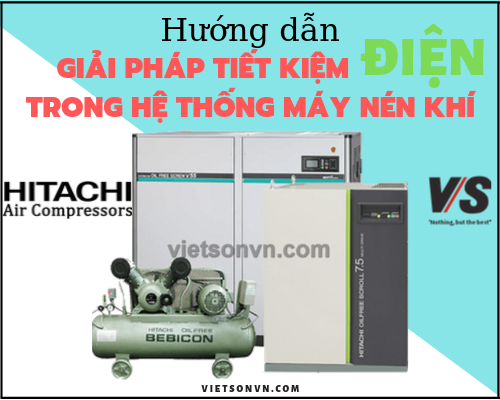 Hướng dẫn
GIẢI PHÁP TIẾT KIỆM ĐIỆN
TRONG HỆ THỐNG MÁY NÉN KHÍ
HITACHI
Air Compressors
OIL FREE SCREW V
VS
"Nothing, but the best"
vietsonvn.com
HITACHI OILFREE
BEBICON
HITACHI OILFREE SCROLL 7.5
VIETSONVN.COM